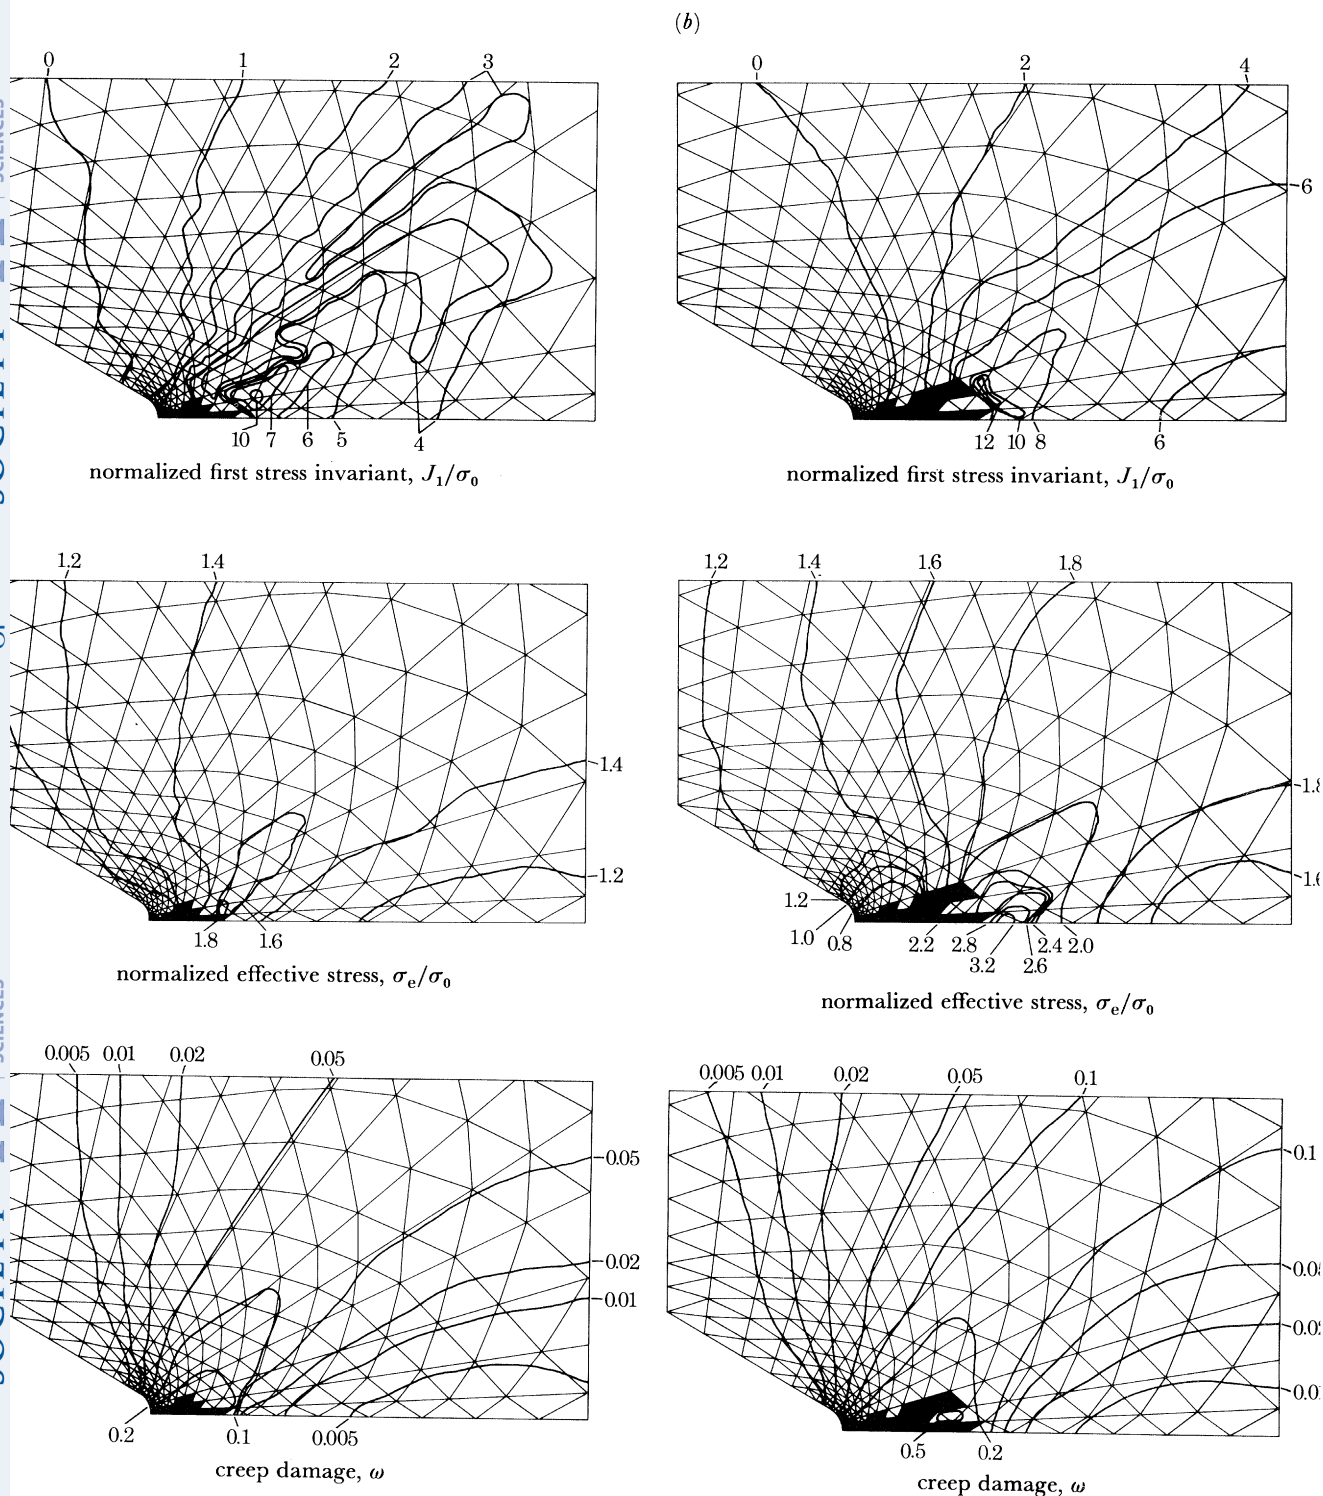 (b)
0 1 2 3
0 2 4
6
10 7 6 5 4
12 10 8 6
normalized first stress invariant, J₁/σ₀
normalized first stress invariant, J₁/σ₀
1.2 1.4
1.2 1.4 1.6 1.8
1.4
1.2
1.8 1.6
1.2
1.0 0.8 2.2 2.8 3.2 2.6 2.4 2.0
normalized effective stress, σₑ/σ₀
normalized effective stress, σₑ/σ₀
0.005 0.01 0.02 0.05
0.005 0.01 0.02 0.05 0.1
0.05
0.02
0.01
0.1
0.2 0.1 0.005
0.5 0.2
creep damage, ω
creep damage, ω
SCIENCES
SCIENCES
OF